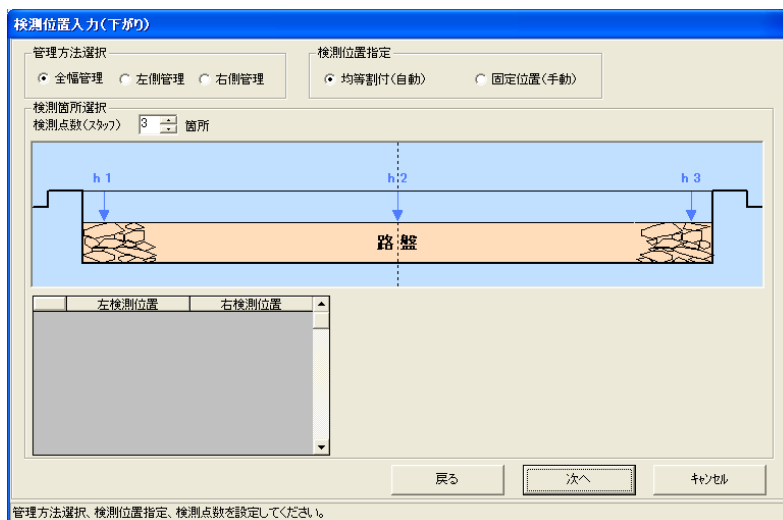 検測位置入力(下がり)
管理方法選択
全幅管理 左側管理 右側管理
検測位置指定
均等割付(自動) 固定位置(手動)
検測箇所選択
検測点数(スタッフ) 3 箇所
h 1 h 2 h 3
路盤
左検測位置 右検測位置
戻る 次へ キャンセル
管理方法選択、検測位置指定、検測点数を設定してください。